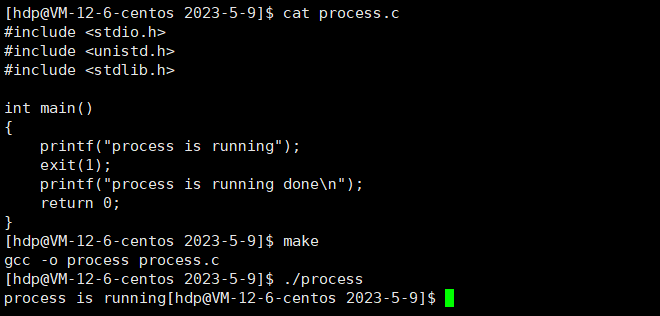 [hdp@VM-12-6-centos 2023-5-9]$ cat process.c
#include <stdio.h>
#include <unistd.h>
#include <stdlib.h>

int main()
{
    printf("process is running");
    exit(1);
    printf("process is running done\n");
    return 0;
}
[hdp@VM-12-6-centos 2023-5-9]$ make
gcc -o process process.c
[hdp@VM-12-6-centos 2023-5-9]$ ./process
process is running[hdp@VM-12-6-centos 2023-5-9]$